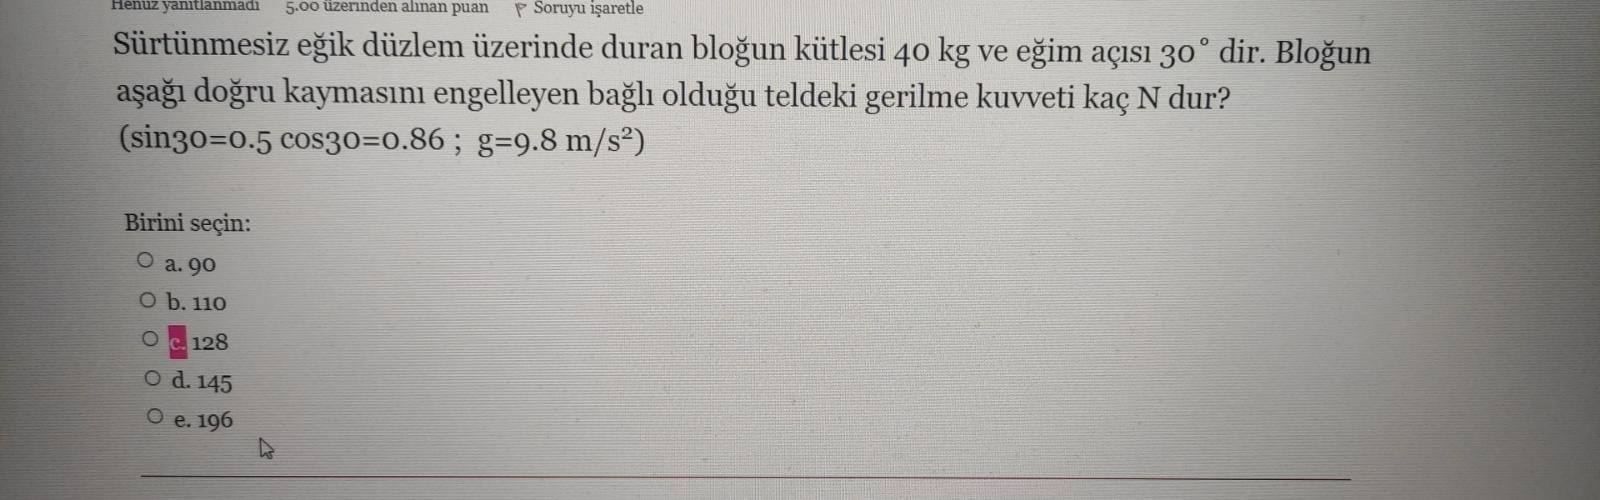 Henüz yanıtlanmadı 5.00 üzerinden alınan puan Soruyu işaretle
Sürtünmesiz eğik düzlem üzerinde duran bloğun kütlesi 40 kg ve eğim açısı 30° dir. Bloğun
aşağı doğru kaymasını engelleyen bağlı olduğu teldeki gerilme kuvveti kaç N dur?
(sin30=0.5 cos30=0.86 ; g=9.8 m/s²)
Birini seçin:
a. 90
b. 110
c. 128
d. 145
e. 196